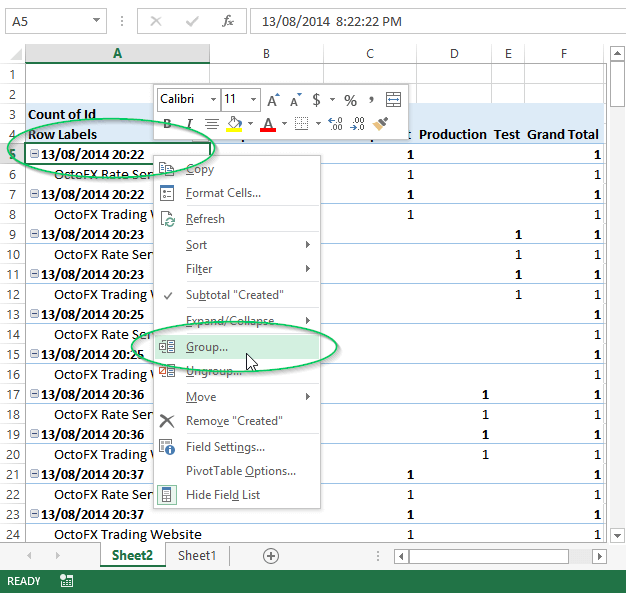 A5 fx 13/08/2014 8:22:22 PM
A B C D E F
1
2
Calibri 11 A A $ % , 
3 Count of Id
B I A .00 .00
4 Row Labels Production Test Grand Total
5 13/08/2014 20:22 1 1
Copy
6 OctoFX Rate Ser 1 1
Format Cells...
7 13/08/2014 20:22 1 1
8 OctoFX Trading W 1 1
Refresh
9 13/08/2014 20:23 1 1
Sort
10 OctoFX Rate Ser 1 1
Filter
11 13/08/2014 20:23 1 1
12 OctoFX Trading W 1 1
Subtotal "Created"
13 13/08/2014 20:25 1
Expand/Collapse
14 OctoFX Rate Ser 1
Group...
15 13/08/2014 20:25 1
16 OctoFX Trading W 1
Ungroup...
17 13/08/2014 20:36 1 1
Move
18 OctoFX Rate Ser 1 1
Remove "Created"
19 13/08/2014 20:36 1 1
20 OctoFX Trading W 1 1
Field Settings...
21 13/08/2014 20:37 1 1
PivotTable Options...
22 OctoFX Rate Ser 1 1
Hide Field List
23 13/08/2014 20:37 1 1
24 OctoFX Trading Website 1 1
Sheet2 Sheet1
READY